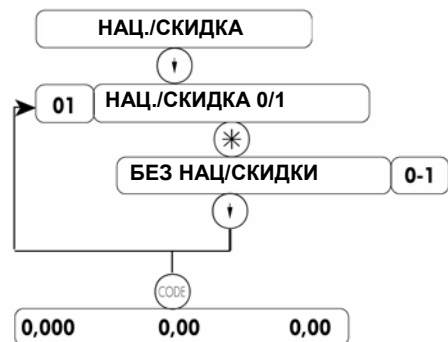 НАЦ./СКИДКА
01 НАЦ./СКИДКА 0/1
БЕЗ НАЦ/СКИДКИ 0-1
CODE
0,000 0,00 0,00